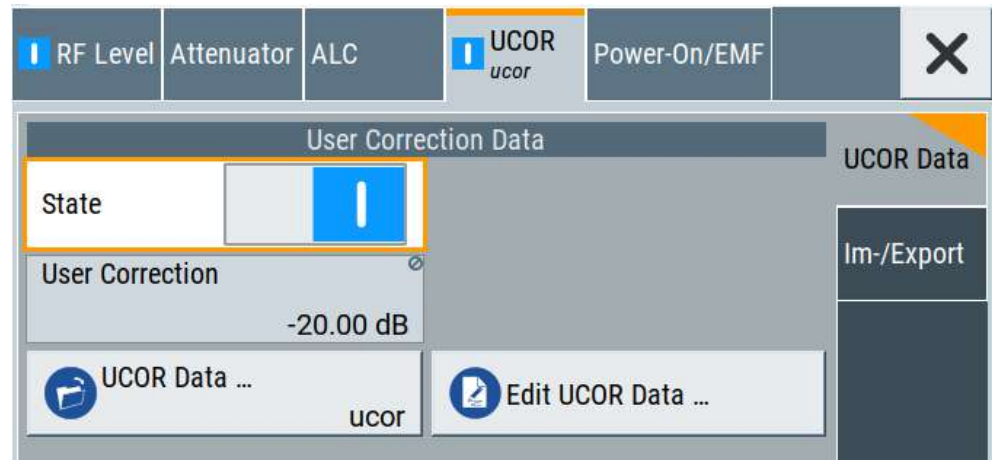 RF Level
Attenuator
ALC
UCOR
ucor
Power-On/EMF
User Correction Data
UCOR Data
State
Im-/Export
User Correction
-20.00 dB
UCOR Data ...
ucor
Edit UCOR Data ...